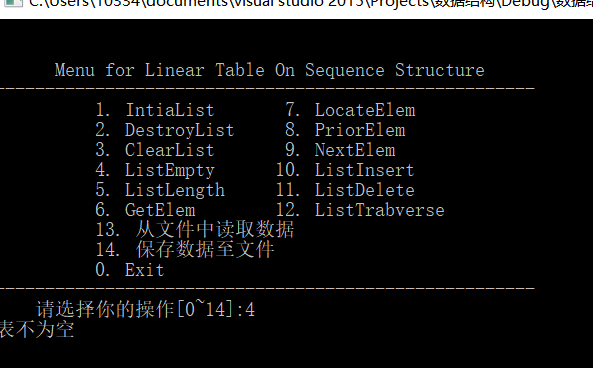 C:\Users\10334\documents\visual studio 2015\Projects\数据结构\Debug\数据结
Menu for Linear Table On Sequence Structure
-------------------------------------------------------
1. IntiaList 7. LocateElem
2. DestroyList 8. PriorElem
3. ClearList 9. NextElem
4. ListEmpty 10. ListInsert
5. ListLength 11. ListDelete
6. GetElem 12. ListTrabverse
13. 从文件中读取数据
14. 保存数据至文件
0. Exit
-------------------------------------------------------
请选择你的操作[0~14]:4
表不为空